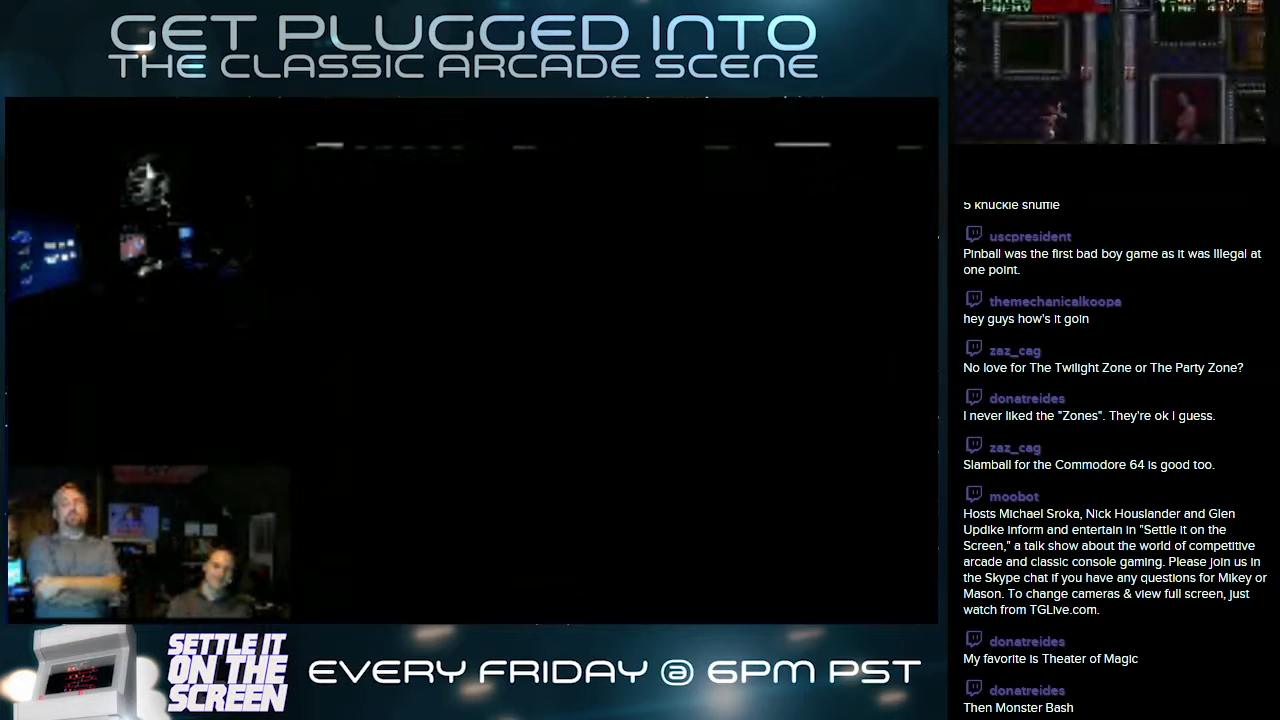 GET PLUGGED INTO
THE CLASSIC ARCADE SCENE
ENEMY
5 knuckle shuffle
uscpresident
Pinball was the first bad boy game as it was illegal at
one point.
themechanicalkoopa
hey guys how's it goin
zaz_cag
No love for The Twilight Zone or The Party Zone?
donatreides
I never liked the "Zones". They're ok I guess.
zaz_cag
Slamball for the Commodore 64 is good too.
moobot
Hosts Michael Sroka, Nick Houslander and Glen
Updike inform and entertain in "Settle it on the
Screen," a talk show about the world of competitive
arcade and classic console gaming. Please join us in
the Skype chat if you have any questions for Mikey or
Mason. To change cameras & view full screen, just
watch from TGLive.com.
donatreides
My favorite is Theater of Magic
donatreides
Then Monster Bash
SETTLE IT
ON THE
SCREEN
EVERY FRIDAY @ 6PM PST